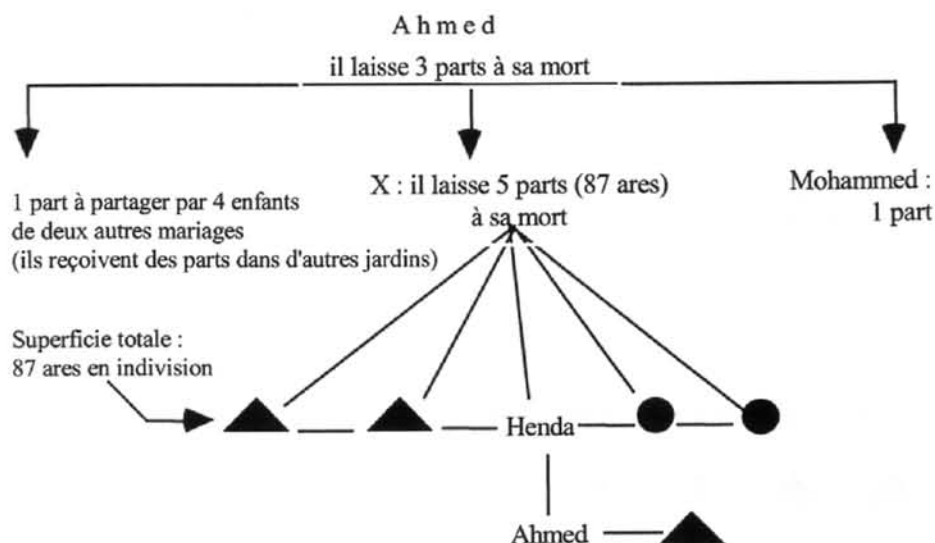 Ahmed
il laisse 3 parts à sa mort
1 part à partager par 4 enfants
de deux autres mariages
(ils reçoivent des parts dans d'autres jardins)
X : il laisse 5 parts (87 ares)
à sa mort
Mohammed :
1 part
Superficie totale :
87 ares en indivision
Henda
Ahmed